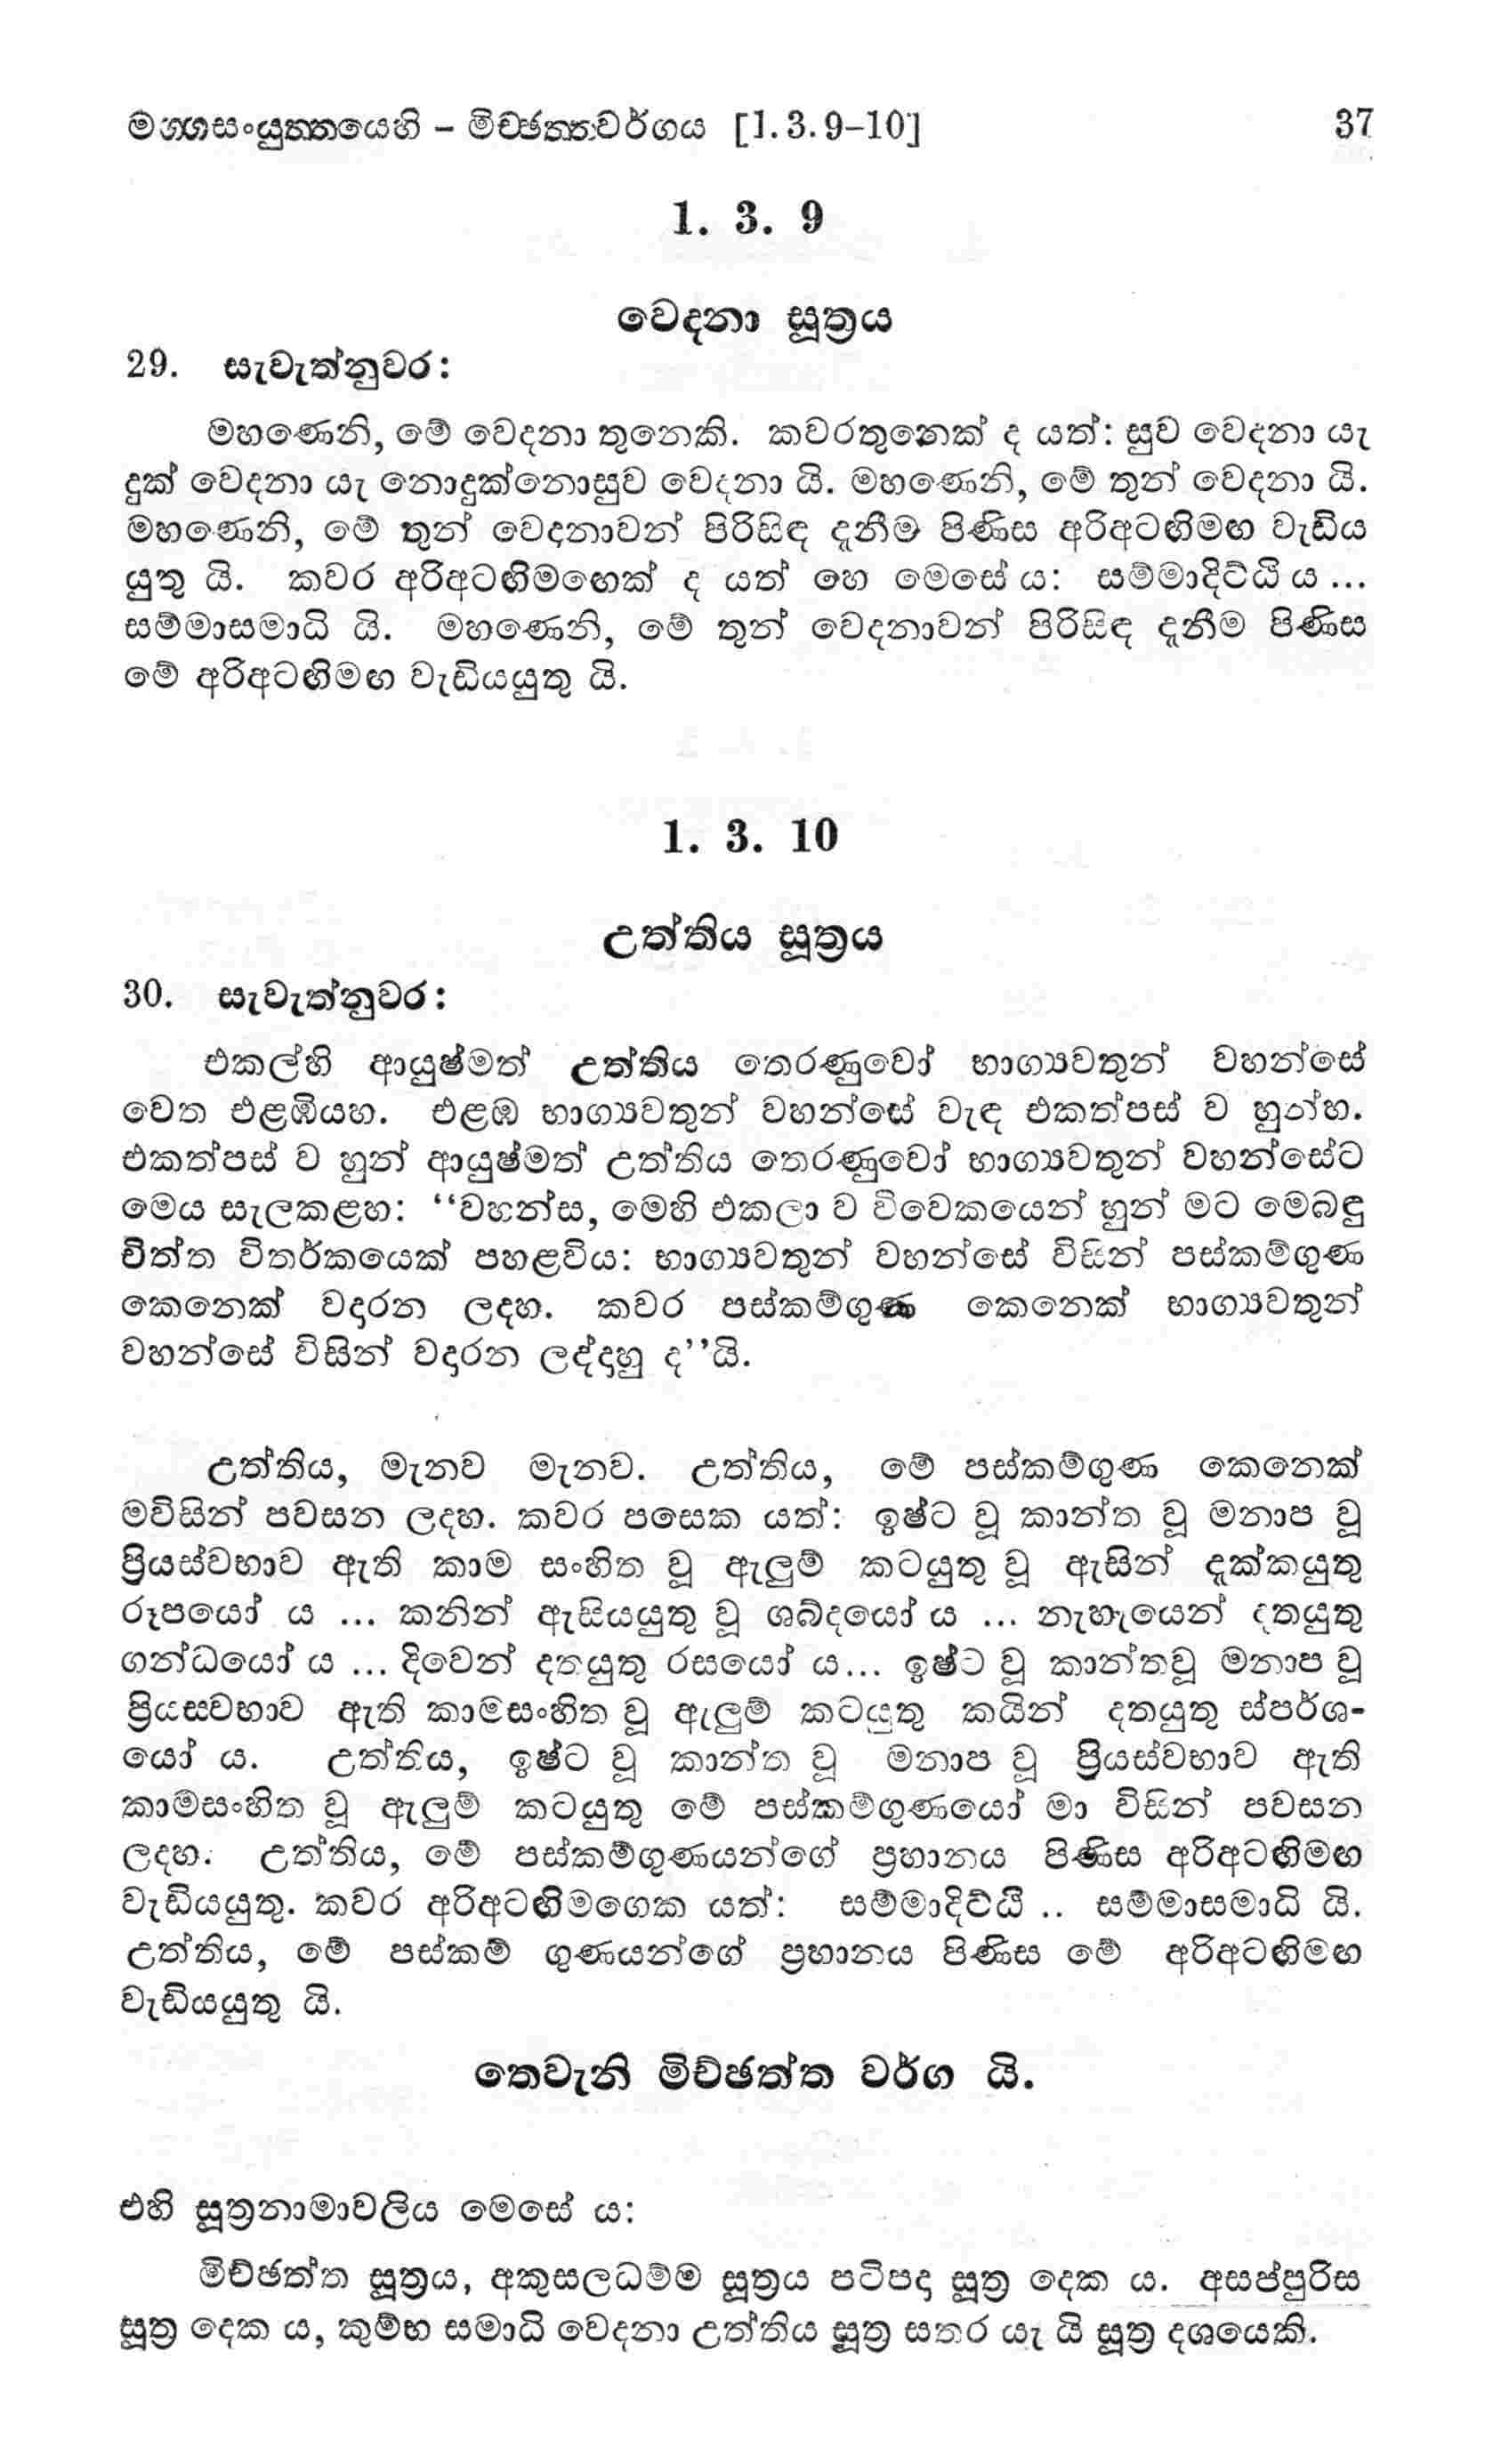 මග්ගසංයුත්තයෙහි – මිච්ඡත්තවර්ගය [1.3.9–10] 37
1. 3. 9
වෙදනා සූත්‍රය
29. සැවැත්නුවර:
මහණෙනි, මේ වෙදනා තුනෙකි. කවරතුනෙක් ද යත්: සුව වෙදනා යැ
දුක් වෙදනා යැ නොදුක්නොසුව වෙදනා යි. මහණෙනි, මේ තුන් වෙදනා යි.
මහණෙනි, මේ තුන් වෙදනාවන් පිරිසිඳ දැනීම පිණිස අරිඅටඟිමඟ වැඩිය
යුතු යි. කවර අරිඅටඟිමඟෙක් ද යත් හෙ මෙසේ ය: සම්මාදිට්ඨි ය ...
සම්මාසමාධි යි. මහණෙනි, මේ තුන් වෙදනාවන් පිරිසිඳ දැනීම පිණිස
මේ අරිඅටඟිමඟ වැඩියයුතු යි.
1. 3. 10
උත්තිය සූත්‍රය
30. සැවැත්නුවර:
එකල්හි ආයුෂ්මත් උත්තිය තෙරණුවෝ භාග්‍යවතුන් වහන්සේ
වෙත එළඹියහ. එළඹ භාග්‍යවතුන් වහන්සේ වැඳ එකත්පස් ව හුන්හ.
එකත්පස් ව හුන් ආයුෂ්මත් උත්තිය තෙරණුවෝ භාග්‍යවතුන් වහන්සේට
මෙය සැලකළහ: “වහන්ස, මෙහි එකලා ව විවෙකයෙන් හුන් මට මෙබඳු
චිත්ත විතර්කයෙක් පහළවිය: භාග්‍යවතුන් වහන්සේ විසින් පස්කම්ගුණ
කෙනෙක් වදාරන ලදහ. කවර පස්කම්ගුණ කෙනෙක් භාග්‍යවතුන්
වහන්සේ විසින් වදාරන ලද්දාහු ද”යි.
උත්තිය, මැනව මැනව. උත්තිය, මේ පස්කම්ගුණ කෙනෙක්
මවිසින් පවසන ලදහ. කවර පසෙක යත්: ඉෂ්ට වූ කාන්ත වූ මනාප වූ
ප්‍රියස්වභාව ඇති කාම සංහිත වූ ඇලුම් කටයුතු වූ ඇසින් දැක්කයුතු
රූපයෝ ය ... කනින් ඇසියයුතු වූ ශබ්දයෝ ය ... නැහැයෙන් දතයුතු
ගන්ධයෝ ය ... දිවෙන් දතයුතු රසයෝ ය... ඉෂ්ට වූ කාන්තවූ මනාප වූ
ප්‍රියසවභාව ඇති කාමසංහිත වූ ඇලුම් කටයුතු කයින් දතයුතු ස්පර්ශ-
යෝ ය. උත්තිය, ඉෂ්ට වූ කාන්ත වූ මනාප වූ ප්‍රියස්වභාව ඇති
කාමසංහිත වූ ඇලුම් කටයුතු මේ පස්කම්ගුණයෝ මා විසින් පවසන
ලදහ. උත්තිය, මේ පස්කම්ගුණයන්ගේ ප්‍රහානය පිණිස අරිඅටඟිමඟ
වැඩියයුතු. කවර අරිඅටඟිමගෙක යත්: සම්මාදිට්ඨි .. සම්මාසමාධි යි.
උත්තිය, මේ පස්කම් ගුණයන්ගේ ප්‍රහානය පිණිස මේ අරිඅටඟිමඟ
වැඩියයුතු යි.
තෙවැනි මිච්ඡත්ත වර්ග යි.
එහි සූත්‍රනාමාවලිය මෙසේ ය:
මිච්ඡත්ත සූත්‍රය, අකුසලධම්ම සූත්‍රය පටිපදා සූත්‍ර දෙක ය. අසප්පුරිස
සූත්‍ර දෙක ය, කුම්භ සමාධි වෙදනා උත්තිය සූත්‍ර සතර යැ යි සූත්‍ර දශයෙකි.